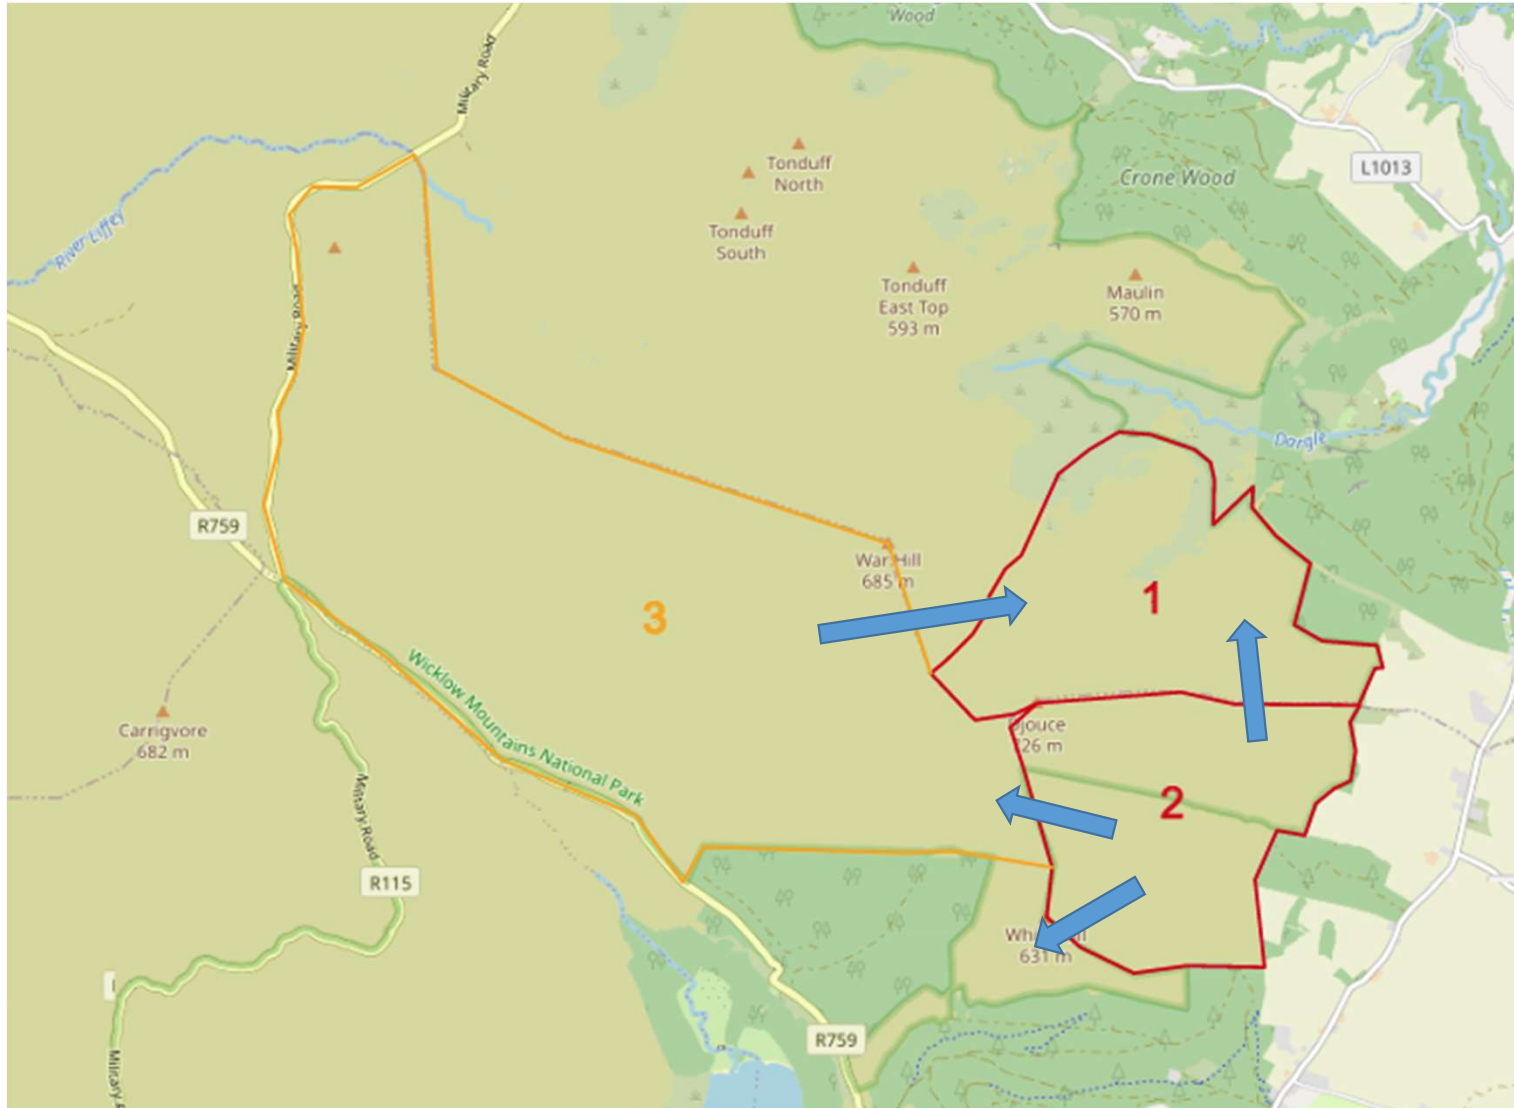 Wood
Military Road
Crone Wood
L1013
Tonduff
North
River Liffey
Tonduff
South
Tonduff
East Top
593 m
Maulin
570 m
Military Road
Dargle
R759
War Hill
685 m
1
3
Wicklow Mountains National Park
Carrigvore
682 m
Djouce
726 m
2
Military Road
R115
631 m
R759
Military